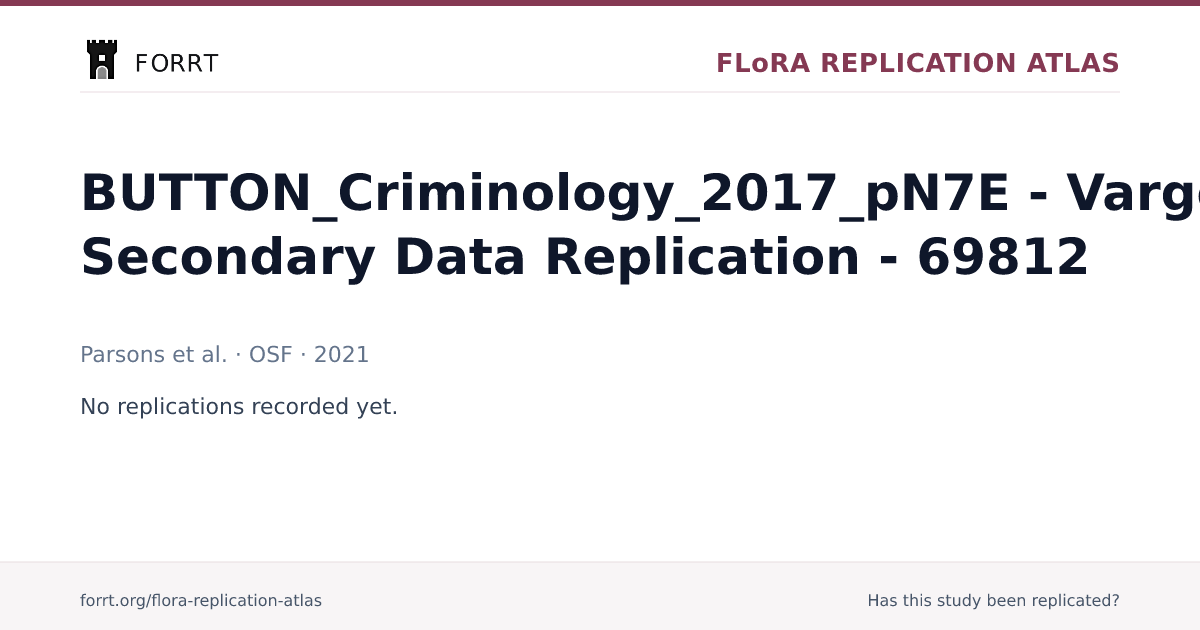 FORRT
FLoRA REPLICATION ATLAS
BUTTON_Criminology_2017_pN7E -
Secondary Data Replication - 69812
Parsons et al. · OSF · 2021
No replications recorded yet.
forrt.org/flora-replication-atlas
Has this study been replicated?